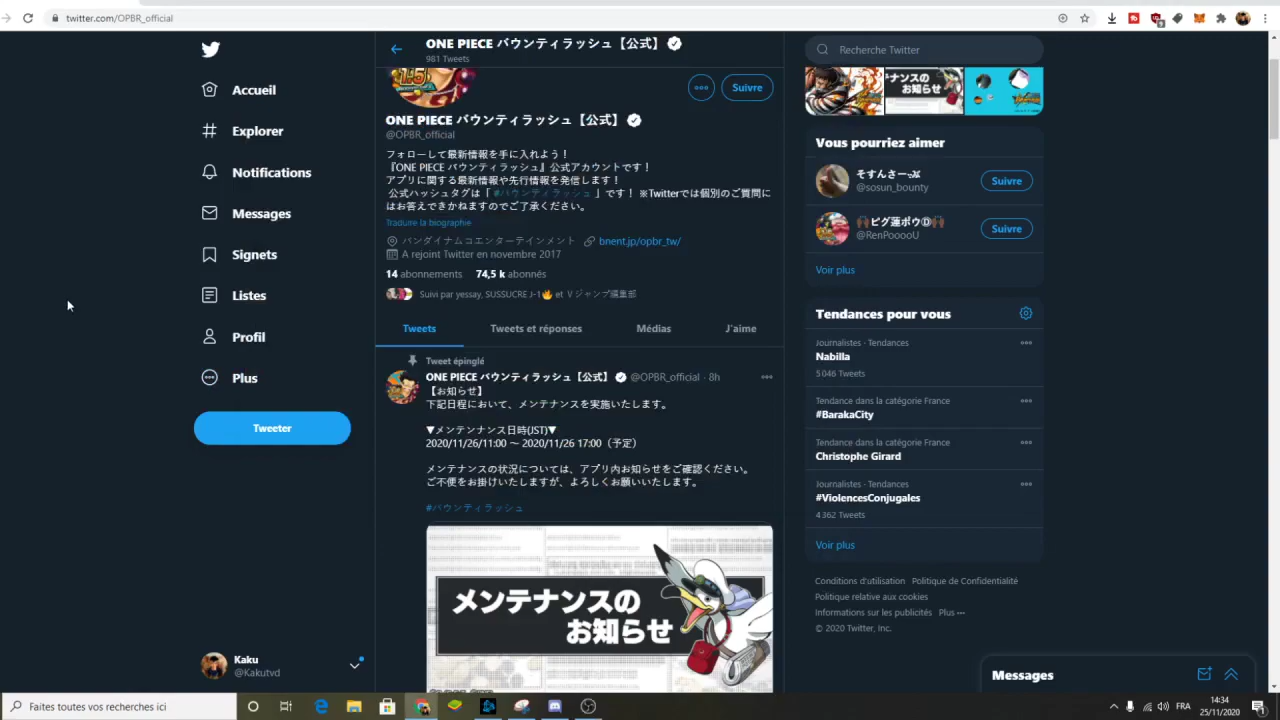 twitter.com/OPBR_official
ONE PIECE バウンティラッシュ【公式】
981 Tweets
Recherche Twitter
Accueil
Explorer
Notifications
Messages
Signets
Listes
Profil
Plus
Tweeter
Kaku
@Kakutvd
1.5
Suivre
ONE PIECE バウンティラッシュ【公式】
@OPBR_official
フォローして最新情報を手に入れよう！
『ONE PIECE バウンティラッシュ』公式アカウントです！
アプリに関する最新情報や先行情報を発信します！
公式ハッシュタグは「 #バウンティラッシュ 」です！ ※Twitterでは個別のご質問に
はお答えできかねますのでご了承ください。
Traduire la biographie
バンダイナムコエンターテインメント bnent.jp/opbr_tw/
A rejoint Twitter en novembre 2017
14 abonnements 74,5 k abonnés
Suivi par yessay, SUSSUCRE J-1🔥 et Vジャンプ編集部
Tweets Tweets et réponses Médias J'aime
Tweet épinglé
ONE PIECE バウンティラッシュ【公式】 @OPBR_official · 8h
【お知らせ】
下記日程において、メンテナンスを実施いたします。
▼メンテンナンス日時(JST)▼
2020/11/26/11:00 ～ 2020/11/26 17:00（予定）
メンテナンスの状況については、アプリ内お知らせをご確認ください。
ご不便をお掛けいたしますが、よろしくお願いいたします。
#バウンティラッシュ
メンテナンスの
お知らせ
ナンスの
お知らせ
Vous pourriez aimer
@sosun_bounty
Suivre
@RenPooooU
Suivre
Voir plus
Tendances pour vous
Journalistes · Tendances
Nabilla
5 046 Tweets
Tendance dans la catégorie France
#BarakaCity
Tendance dans la catégorie France
Christophe Girard
Journalistes · Tendances
#ViolencesConjugales
4 362 Tweets
Voir plus
Conditions d'utilisation Politique de Confidentialité
Politique relative aux cookies
Informations sur les publicités Plus ···
© 2020 Twitter, Inc.
Messages
Faites toutes vos recherches ici
FRA
14:34
25/11/2020